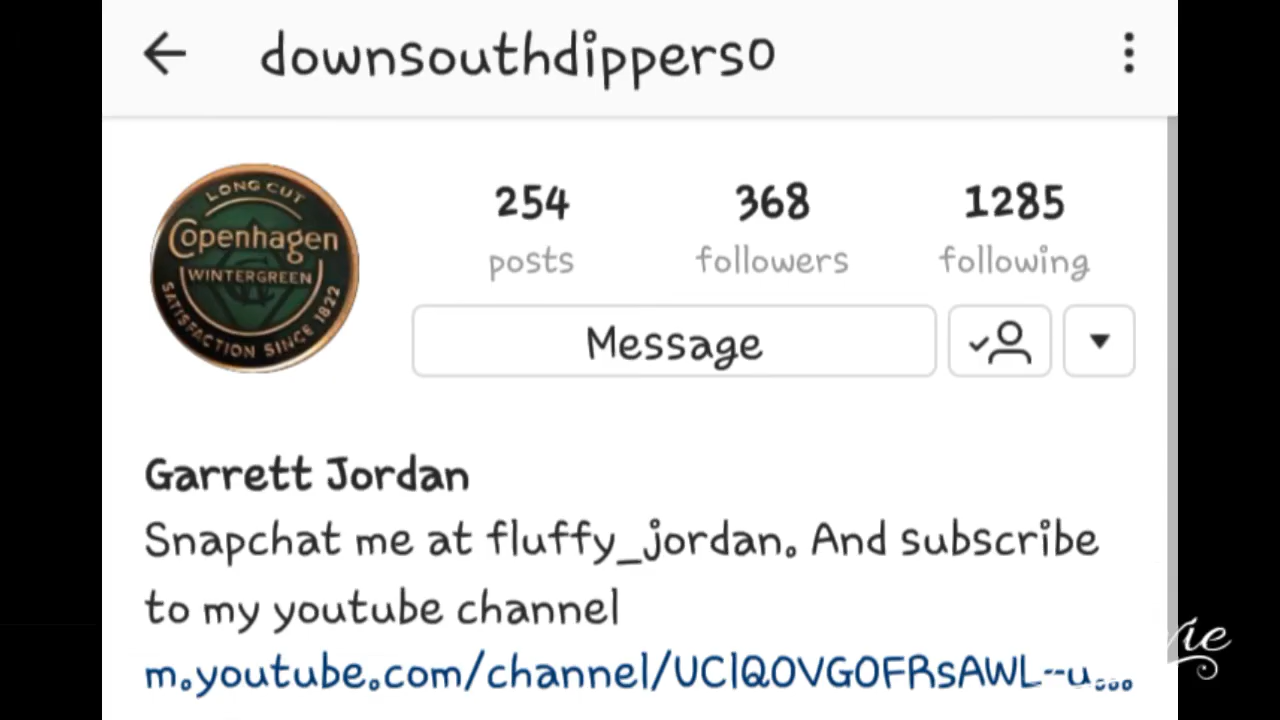 downsouthdippers0
LONG CUT
Copenhagen
WINTERGREEN
SATISFACTION SINCE 1822
254 368 1285
posts followers following
Message
Garrett Jordan
Snapchat me at fluffy_jordan. And subscribe
to my youtube channel
m.youtube.com/channel/UClQOVGOFRsAWL--u...